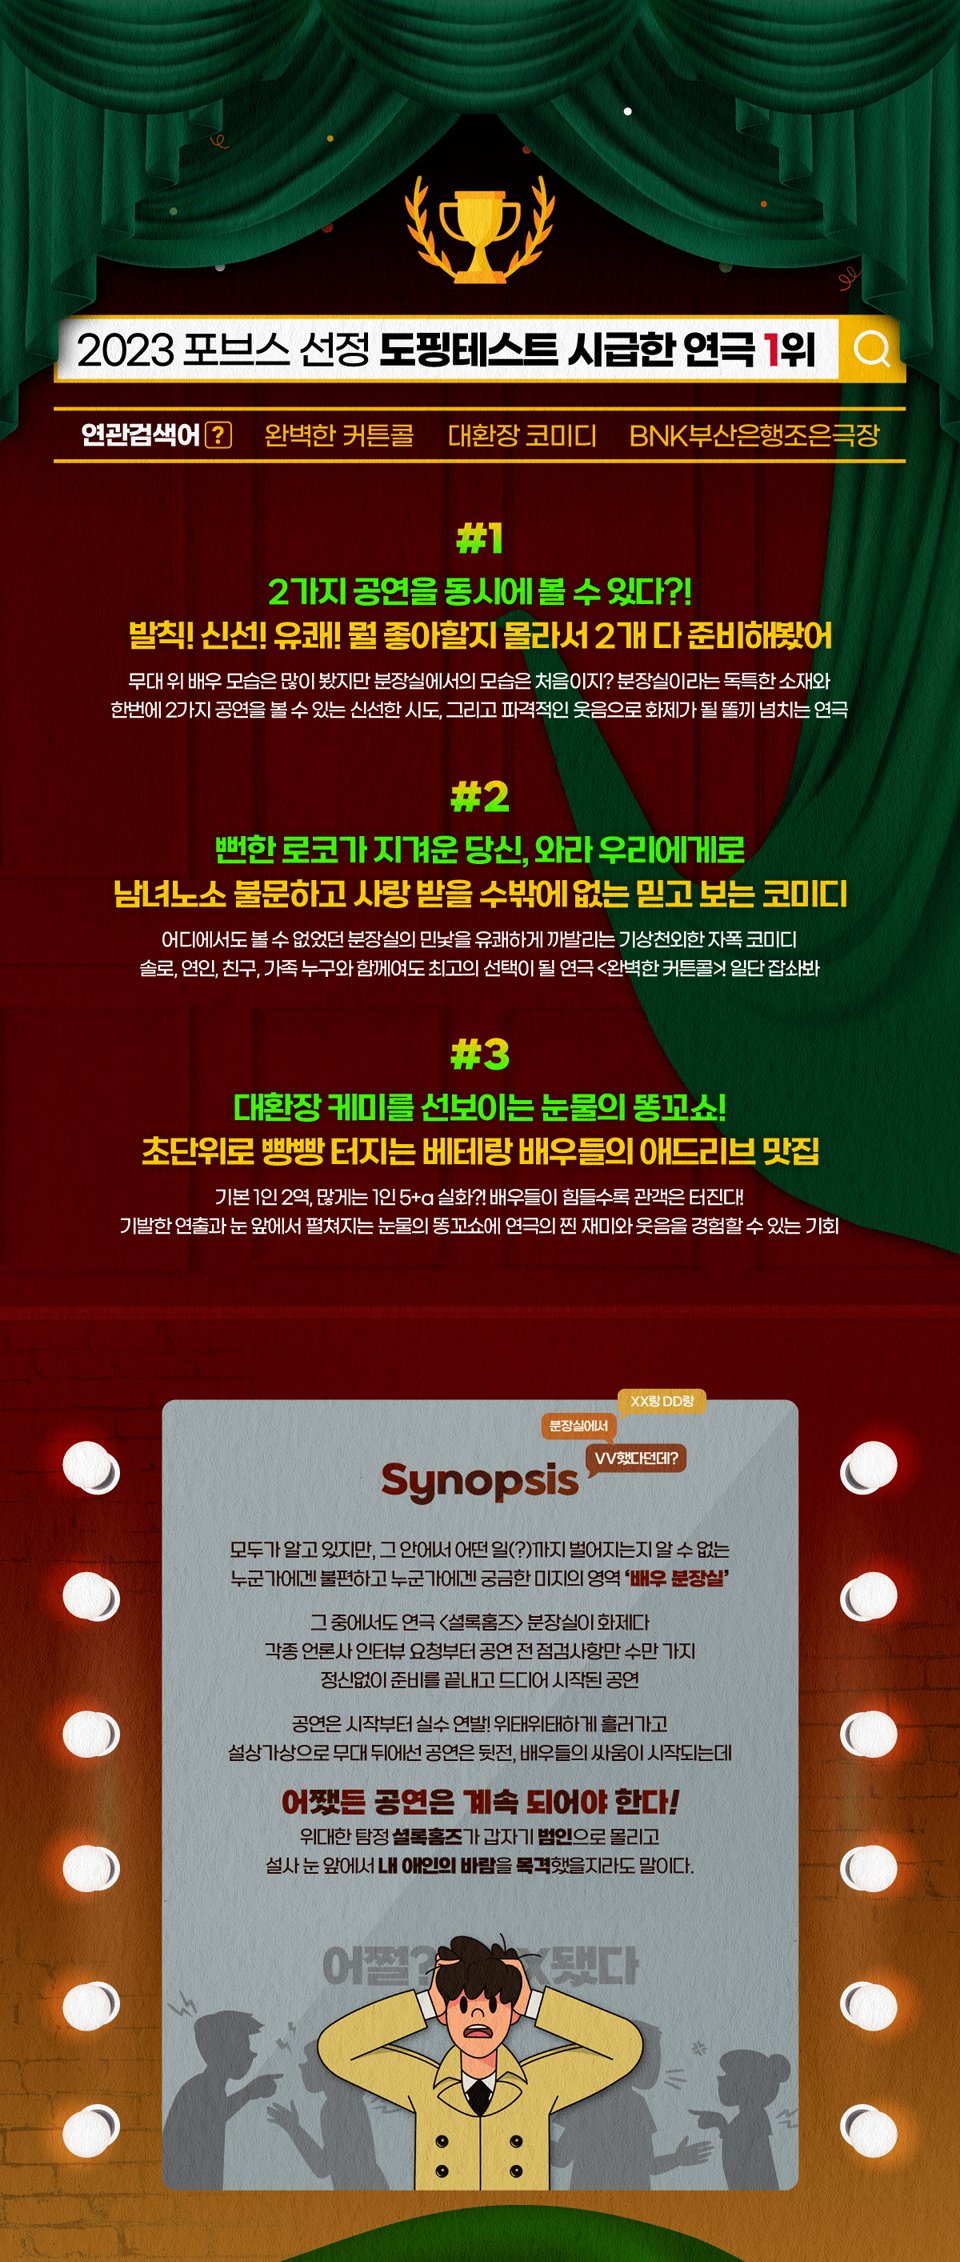 2023 포브스 선정 도핑테스트 시급한 연극 1위
연관검색어 ? 완벽한 커튼콜 대환장 코미디 BNK부산은행조은극장
#1
2가지 공연을 동시에 볼 수 있다?!
발칙! 신선! 유쾌! 뭘 좋아할지 몰라서 2개 다 준비해봤어
무대 위 배우 모습은 많이 봤지만 분장실에서의 모습은 처음이지? 분장실이라는 독특한 소재와
한번에 2가지 공연을 볼 수 있는 신선한 시도, 그리고 파격적인 웃음으로 화제가 될 똘끼 넘치는 연극
#2
뻔한 로코가 지겨운 당신, 와라 우리에게로
남녀노소 불문하고 사랑 받을 수밖에 없는 믿고 보는 코미디
어디에서도 볼 수 없었던 분장실의 민낯을 유쾌하게 까발리는 기상천외한 자폭 코미디
솔로, 연인, 친구, 가족 누구와 함께여도 최고의 선택이 될 연극 <완벽한 커튼콜>! 일단 잡솨봐
#3
대환장 케미를 선보이는 눈물의 똥꼬쇼!
초단위로 빵빵 터지는 베테랑 배우들의 애드리브 맛집
기본 1인 2역, 많게는 1인 5+a 실화?! 배우들이 힘들수록 관객은 터진다!
기발한 연출과 눈 앞에서 펼쳐지는 눈물의 똥꼬쇼에 연극의 찐 재미와 웃음을 경험할 수 있는 기회
XX랑 DD랑
분장실에서
VV했다던데?
Synopsis
모두가 알고 있지만, 그 안에서 어떤 일(?)까지 벌어지는지 알 수 없는
누군가에겐 불편하고 누군가에겐 궁금한 미지의 영역 ‘배우 분장실’
그 중에서도 연극 <셜록홈즈> 분장실이 화제다
각종 언론사 인터뷰 요청부터 공연 전 점검사항만 수만 가지
정신없이 준비를 끝내고 드디어 시작된 공연
공연은 시작부터 실수 연발! 위태위태하게 흘러가고
설상가상으로 무대 뒤에선 공연은 뒷전, 배우들의 싸움이 시작되는데
어쨌든 공연은 계속 되어야 한다!
위대한 탐정 셜록홈즈가 갑자기 범인으로 몰리고
설사 눈 앞에서 내 애인의 바람을 목격했을지라도 말이다.
어쩔? X됐다